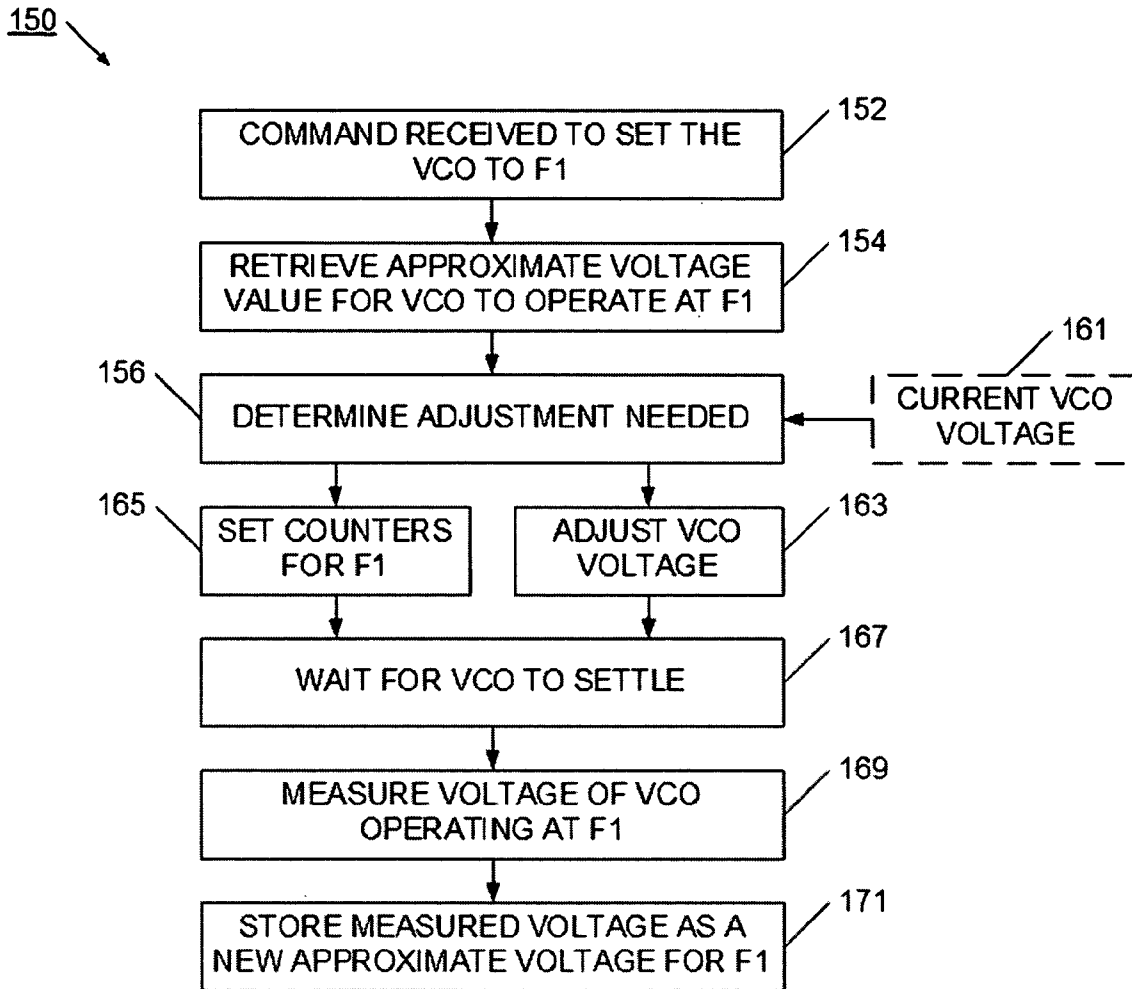 150
COMMAND RECEIVED TO SET THE
VCO TO F1
152
RETRIEVE APPROXIMATE VOLTAGE
VALUE FOR VCO TO OPERATE AT F1
154
156
DETERMINE ADJUSTMENT NEEDED
161
CURRENT VCO
VOLTAGE
165
SET COUNTERS
FOR F1
ADJUST VCO
VOLTAGE
163
WAIT FOR VCO TO SETTLE
167
MEASURE VOLTAGE OF VCO
OPERATING AT F1
169
STORE MEASURED VOLTAGE AS A
NEW APPROXIMATE VOLTAGE FOR F1
171